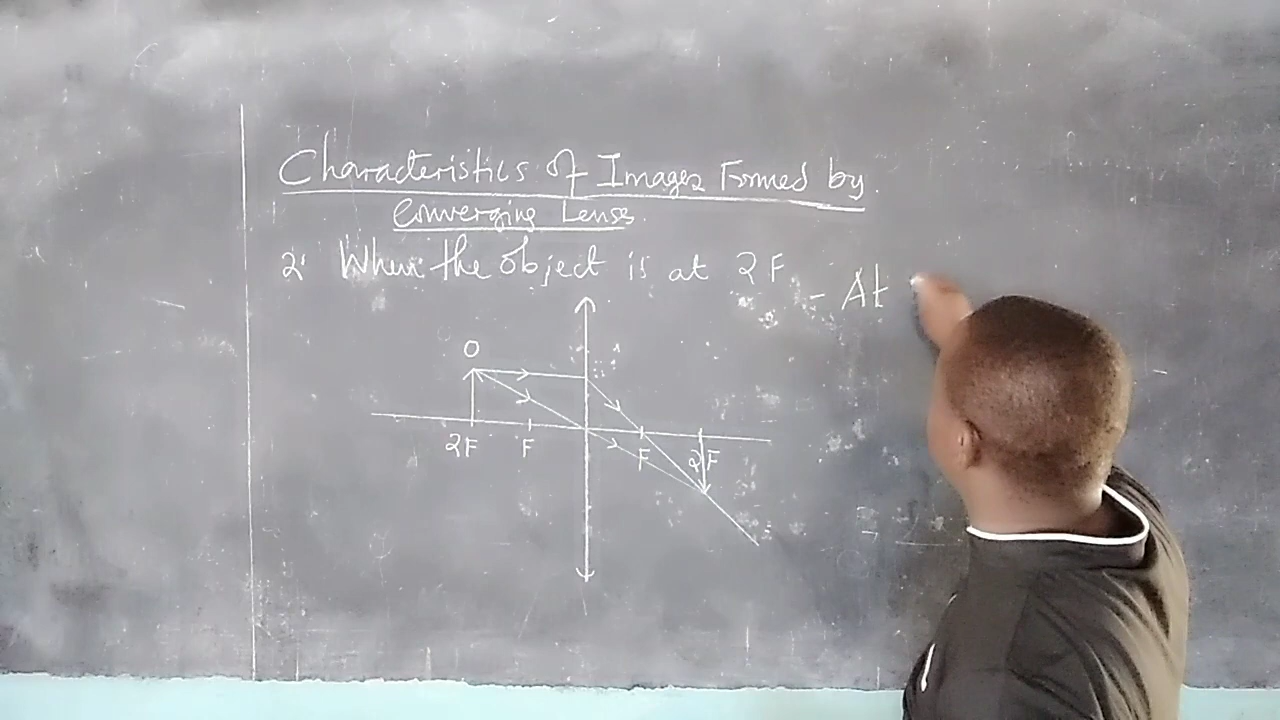 Characteristics of Images Formed by
Converging Lenses.
2. When the object is at 2F
- At
O
2F F F 2F